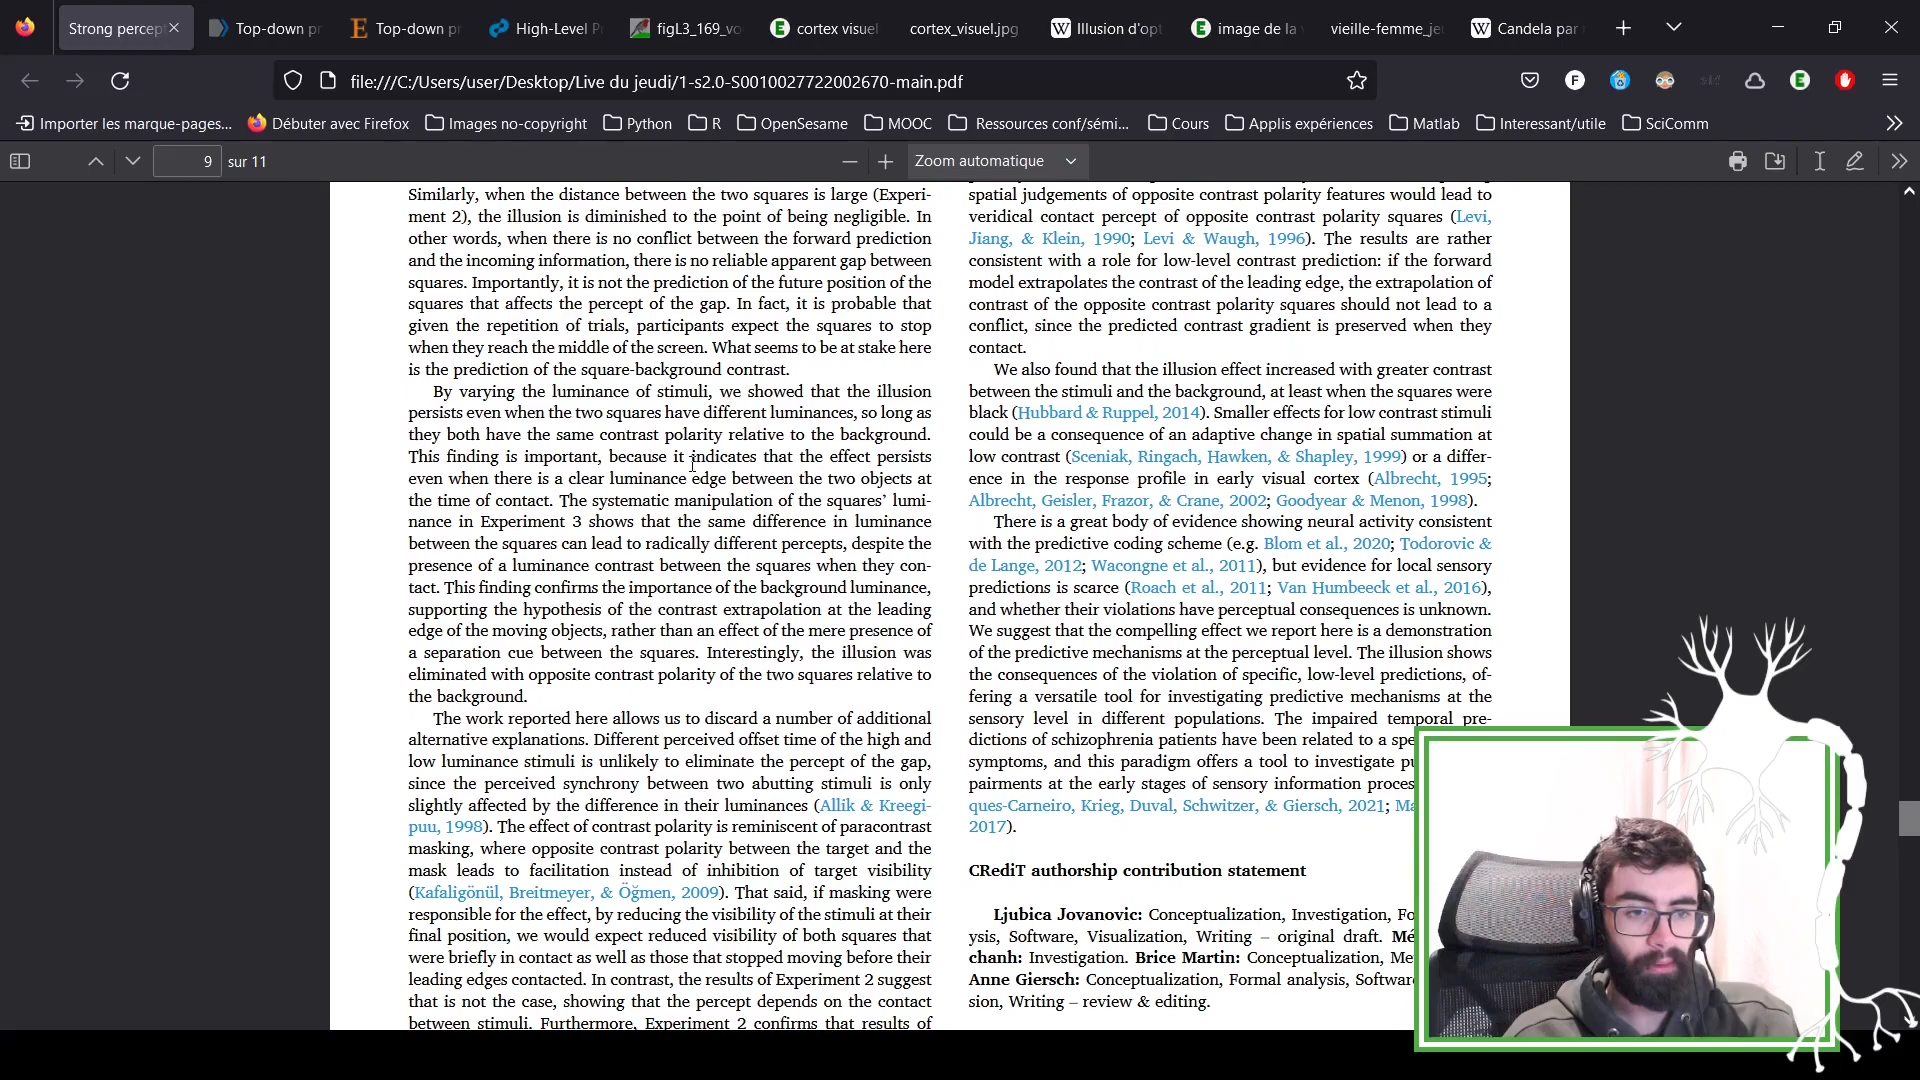 Strong percep
Top-down p
Top-down p
High-Level P
figL3_169_vo
cortex visuel
cortex_visuel.jpg
Illusion d'opt
image de la
vieille-femme_je
Candela par
file:///C:/Users/user/Desktop/Live du jeudi/1-s2.0-S0010027722002670-main.pdf
Importer les marque-pages...
Débuter avec Firefox
Images no-copyright
Python
R
OpenSesame
MOOC
Ressources conf/sémi...
Cours
Applis expériences
Matlab
Interessant/utile
SciComm
9 sur 11
Zoom automatique
Similarly, when the distance between the two squares is large (Experi-
ment 2), the illusion is diminished to the point of being negligible. In
other words, when there is no conflict between the forward prediction
and the incoming information, there is no reliable apparent gap between
squares. Importantly, it is not the prediction of the future position of the
squares that affects the percept of the gap. In fact, it is probable that
given the repetition of trials, participants expect the squares to stop
when they reach the middle of the screen. What seems to be at stake here
is the prediction of the square-background contrast.
By varying the luminance of stimuli, we showed that the illusion
persists even when the two squares have different luminances, so long as
they both have the same contrast polarity relative to the background.
This finding is important, because it indicates that the effect persists
even when there is a clear luminance edge between the two objects at
the time of contact. The systematic manipulation of the squares' lumi-
nance in Experiment 3 shows that the same difference in luminance
between the squares can lead to radically different percepts, despite the
presence of a luminance contrast between the squares when they con-
tact. This finding confirms the importance of the background luminance,
supporting the hypothesis of the contrast extrapolation at the leading
edge of the moving objects, rather than an effect of the mere presence of
a separation cue between the squares. Interestingly, the illusion was
eliminated with opposite contrast polarity of the two squares relative to
the background.
The work reported here allows us to discard a number of additional
alternative explanations. Different perceived offset time of the high and
low luminance stimuli is unlikely to eliminate the percept of the gap,
since the perceived synchrony between two abutting stimuli is only
slightly affected by the difference in their luminances (Allik & Kreegi-
puu, 1998). The effect of contrast polarity is reminiscent of paracontrast
masking, where opposite contrast polarity between the target and the
mask leads to facilitation instead of inhibition of target visibility
(Kafaligönül, Breitmeyer, & Öğmen, 2009). That said, if masking were
responsible for the effect, by reducing the visibility of the stimuli at their
final position, we would expect reduced visibility of both squares that
were briefly in contact as well as those that stopped moving before their
leading edges contacted. In contrast, the results of Experiment 2 suggest
that is not the case, showing that the percept depends on the contact
between stimuli. Furthermore, Experiment 2 confirms that results of
spatial judgements of opposite contrast polarity features would lead to
veridical contact percept of opposite contrast polarity squares (Levi,
Jiang, & Klein, 1990; Levi & Waugh, 1996). The results are rather
consistent with a role for low-level contrast prediction: if the forward
model extrapolates the contrast of the leading edge, the extrapolation of
contrast of the opposite contrast polarity squares should not lead to a
conflict, since the predicted contrast gradient is preserved when they
contact.
We also found that the illusion effect increased with greater contrast
between the stimuli and the background, at least when the squares were
black (Hubbard & Ruppel, 2014). Smaller effects for low contrast stimuli
could be a consequence of an adaptive change in spatial summation at
low contrast (Sceniak, Ringach, Hawken, & Shapley, 1999) or a differ-
ence in the response profile in early visual cortex (Albrecht, 1995;
Albrecht, Geisler, Frazor, & Crane, 2002; Goodyear & Menon, 1998).
There is a great body of evidence showing neural activity consistent
with the predictive coding scheme (e.g. Blom et al., 2020; Todorovic &
de Lange, 2012; Wacongne et al., 2011), but evidence for local sensory
predictions is scarce (Roach et al., 2011; Van Humbeeck et al., 2016),
and whether their violations have perceptual consequences is unknown.
We suggest that the compelling effect we report here is a demonstration
of the predictive mechanisms at the perceptual level. The illusion shows
the consequences of the violation of specific, low-level predictions, of-
fering a versatile tool for investigating predictive mechanisms at the
sensory level in different populations. The impaired temporal pre-
dictions of schizophrenia patients have been related to a spe
symptoms, and this paradigm offers a tool to investigate pu
pairments at the early stages of sensory information proces
ques-Carneiro, Krieg, Duval, Schwitzer, & Giersch, 2021; Ma
2017).
CRediT authorship contribution statement
Ljubica Jovanovic: Conceptualization, Investigation, Fo
ysis, Software, Visualization, Writing – original draft. Mé
chanh: Investigation. Brice Martin: Conceptualization, Me
Anne Giersch: Conceptualization, Formal analysis, Softwar
sion, Writing – review & editing.